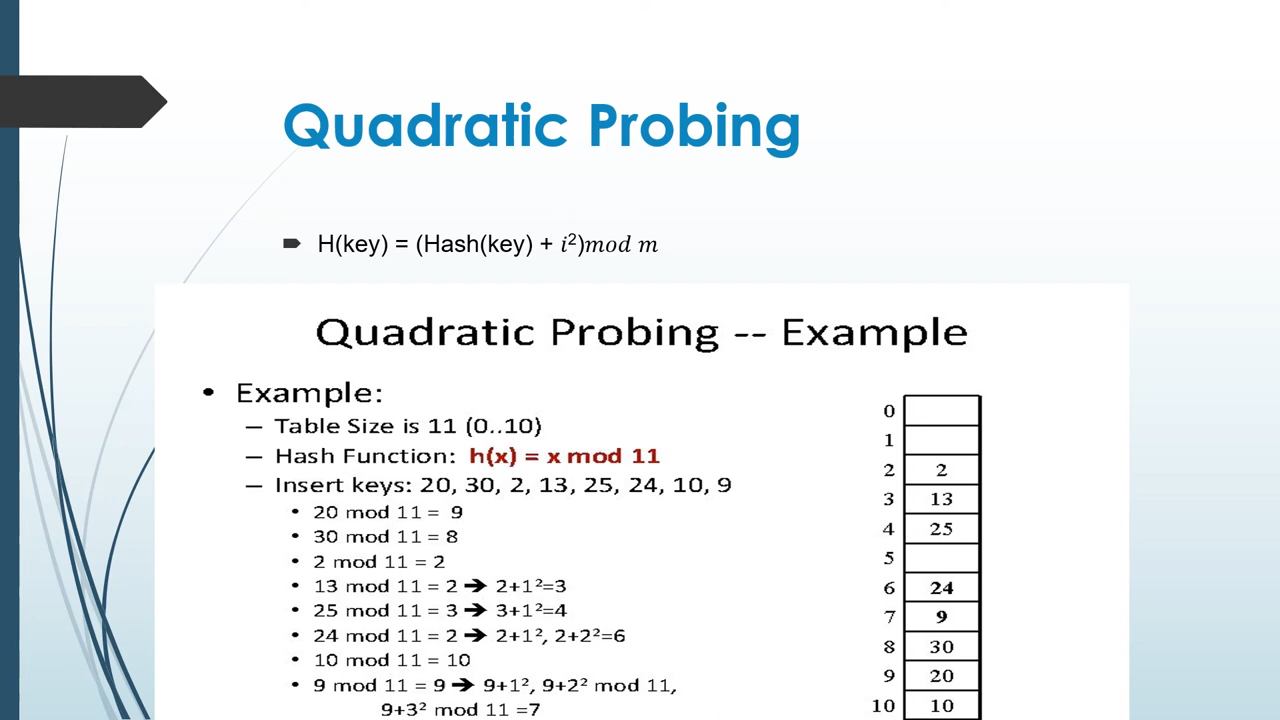 Quadratic Probing
H(key) = (Hash(key) + i²)mod m
Quadratic Probing -- Example
• Example:
– Table Size is 11 (0..10)
– Hash Function: h(x) = x mod 11
– Insert keys: 20, 30, 2, 13, 25, 24, 10, 9
• 20 mod 11 = 9
• 30 mod 11 = 8
• 2 mod 11 = 2
• 13 mod 11 = 2 → 2+1²=3
• 25 mod 11 = 3 → 3+1²=4
• 24 mod 11 = 2 → 2+1², 2+2²=6
• 10 mod 11 = 10
• 9 mod 11 = 9 → 9+1², 9+2² mod 11,
9+3² mod 11 =7
0
1
2 2
3 13
4 25
5
6 24
7 9
8 30
9 20
10 10